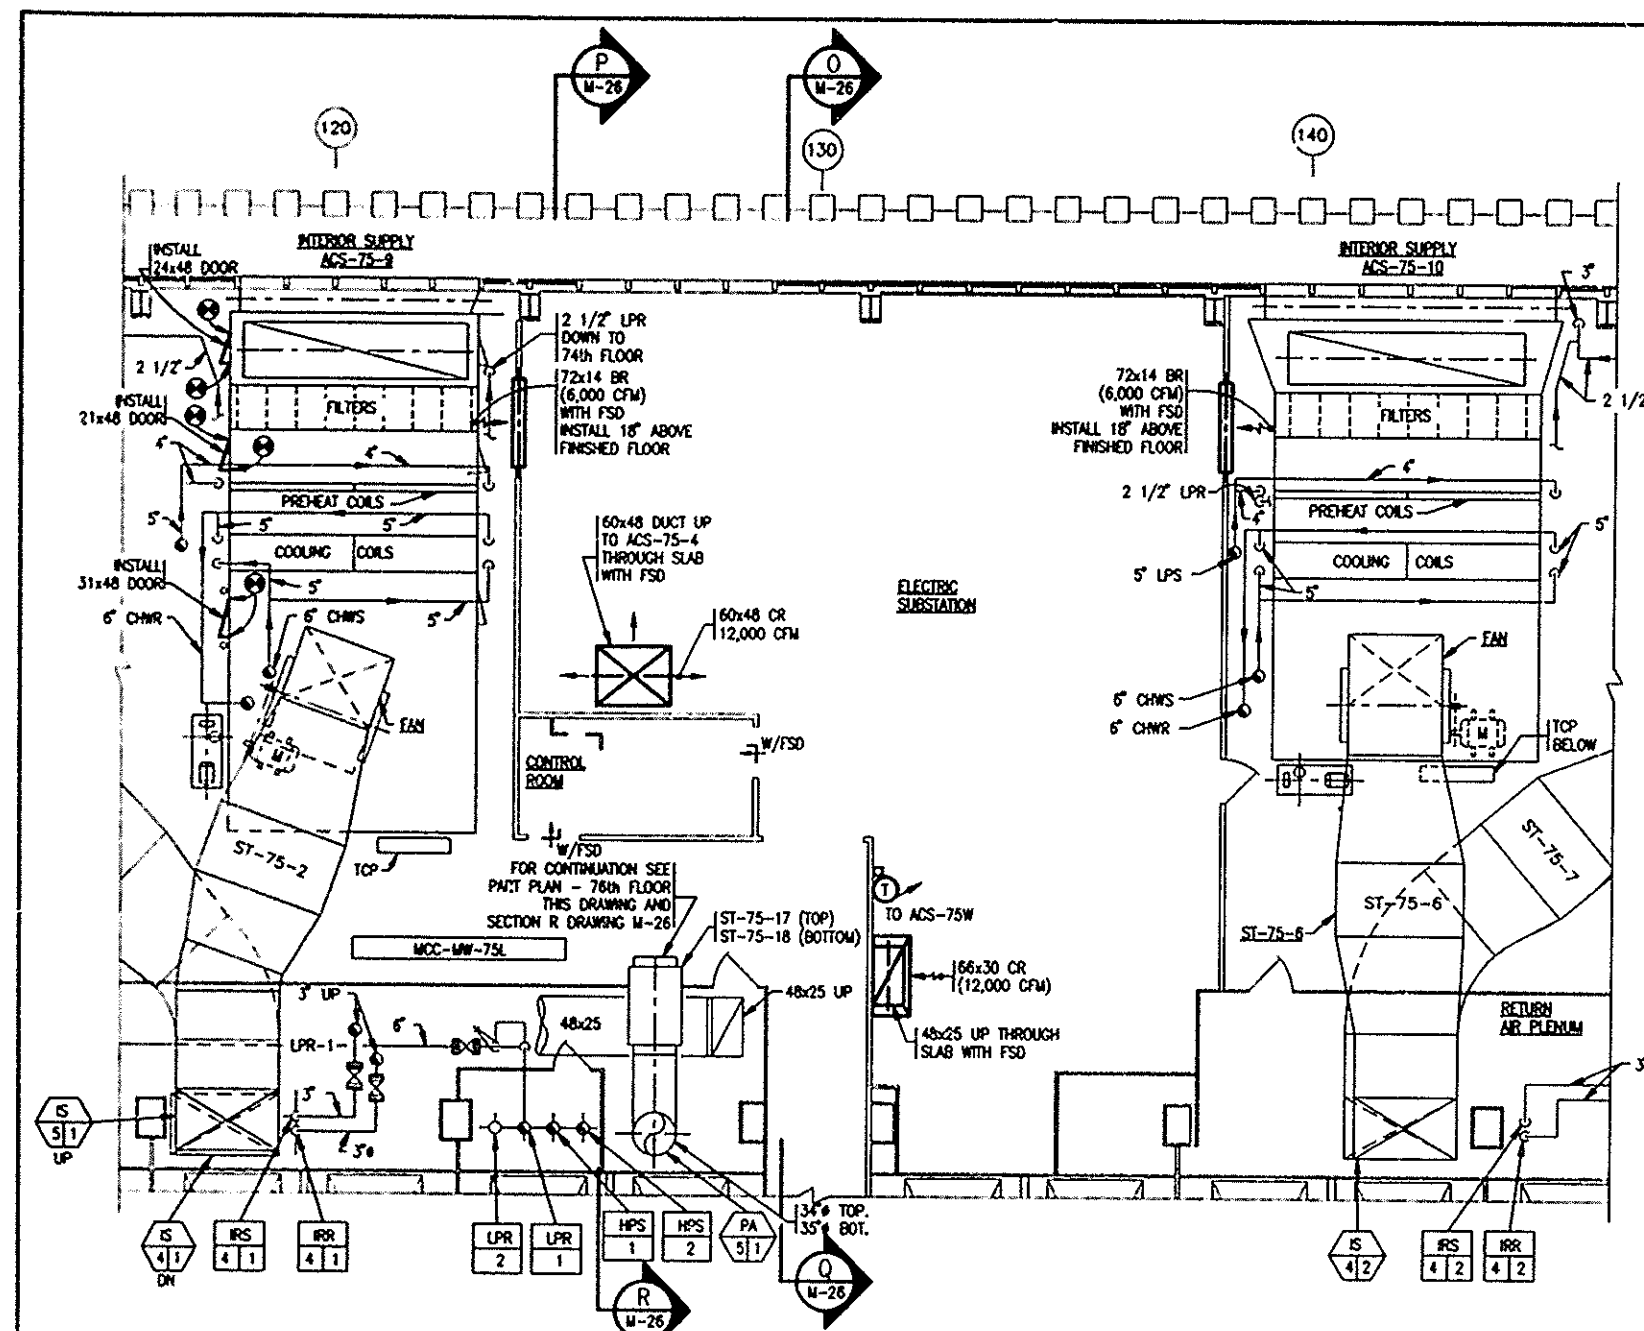 P
M-26
O
M-26
120
130
140
INTERIOR SUPPLY
ACS-75-9
INTERIOR SUPPLY
ACS-75-10
INSTALL
24x48 DOOR
3"
2 1/2"
2 1/2" LPR
DOWN TO
74th FLOOR
72x14 BR
(6,000 CFM)
WITH FSD
INSTALL 18" ABOVE
FINISHED FLOOR
72x14 BR
(6,000 CFM)
WITH FSD
INSTALL 18" ABOVE
FINISHED FLOOR
2 1/2
INSTALL
21x48 DOOR
FILTERS
FILTERS
4"
4"
4"
2 1/2" LPR
4"
PREHEAT COILS
PREHEAT COILS
5"
5"
5"
5"
60x48 DUCT UP
TO ACS-75-4
THROUGH SLAB
WITH FSD
COOLING COILS
COOLING COILS
INSTALL
31x48 DOOR
5"
5"
5" LPS
5"
ELECTRIC
SUBSTATION
6" CHWR
6" CHWS
60x48 CR
12,000 CFM
FAN
6" CHWS
6" CHWR
FAN
M
M
TCP
BELOW
W/FSD
CONTROL
ROOM
W/FSD
ST-75-2
TCP
ST-75-7
FOR CONTINUATION SEE
PART PLAN - 76th FLOOR
THIS DRAWING AND
SECTION R DRAWING M-26
T
TO ACS-75W
ST-75-17 (TOP)
ST-75-18 (BOTTOM)
ST-75-6
ST-75-6
MCC-MW-75L
66x30 CR
(12,000 CFM)
48x25 UP
3" UP
6"
48x25
LPR-1
48x25 UP THROUGH
SLAB WITH FSD
RETURN
AIR PLENUM
3
3"
3"ø
IS
5 1
UP
34"ø TOP.
35"ø BOT.
IS
4 1
DN
IRS
4 1
IRR
4 1
LPR
2
LPR
1
HPS
1
HPS
2
PA
5 1
IS
4 2
IRS
4 2
IRR
4 2
R
M-26
Q
M-26